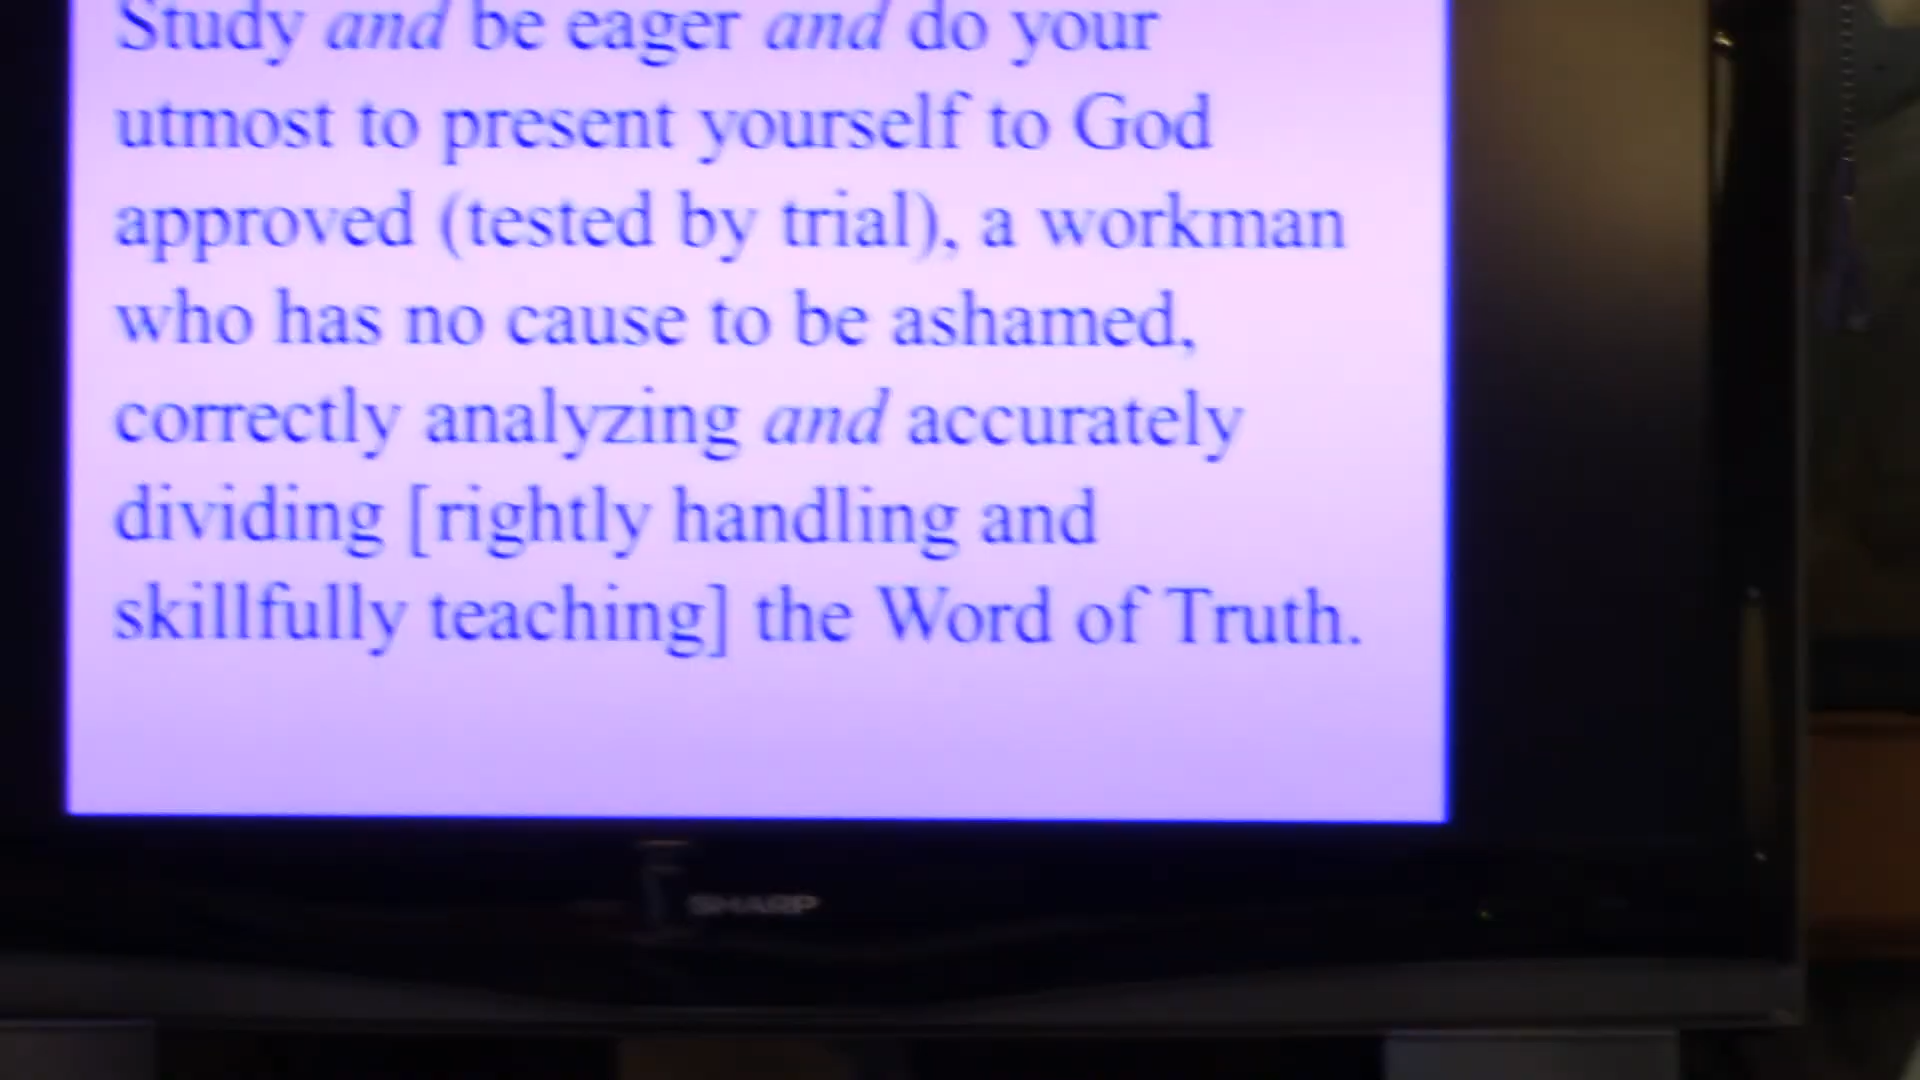 Study and be eager and do your
utmost to present yourself to God
approved (tested by trial), a workman
who has no cause to be ashamed,
correctly analyzing and accurately
dividing [rightly handling and
skillfully teaching] the Word of Truth.
SHARP